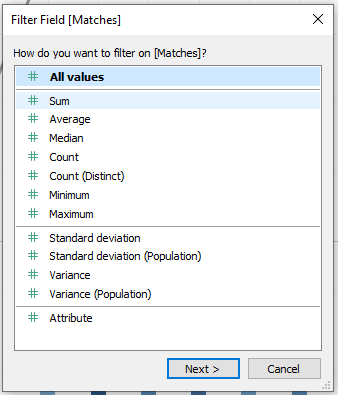 Filter Field [Matches]
How do you want to filter on [Matches]?
All values
Sum
Average
Median
Count
Count (Distinct)
Minimum
Maximum
Standard deviation
Standard deviation (Population)
Variance
Variance (Population)
Attribute
Next >
Cancel